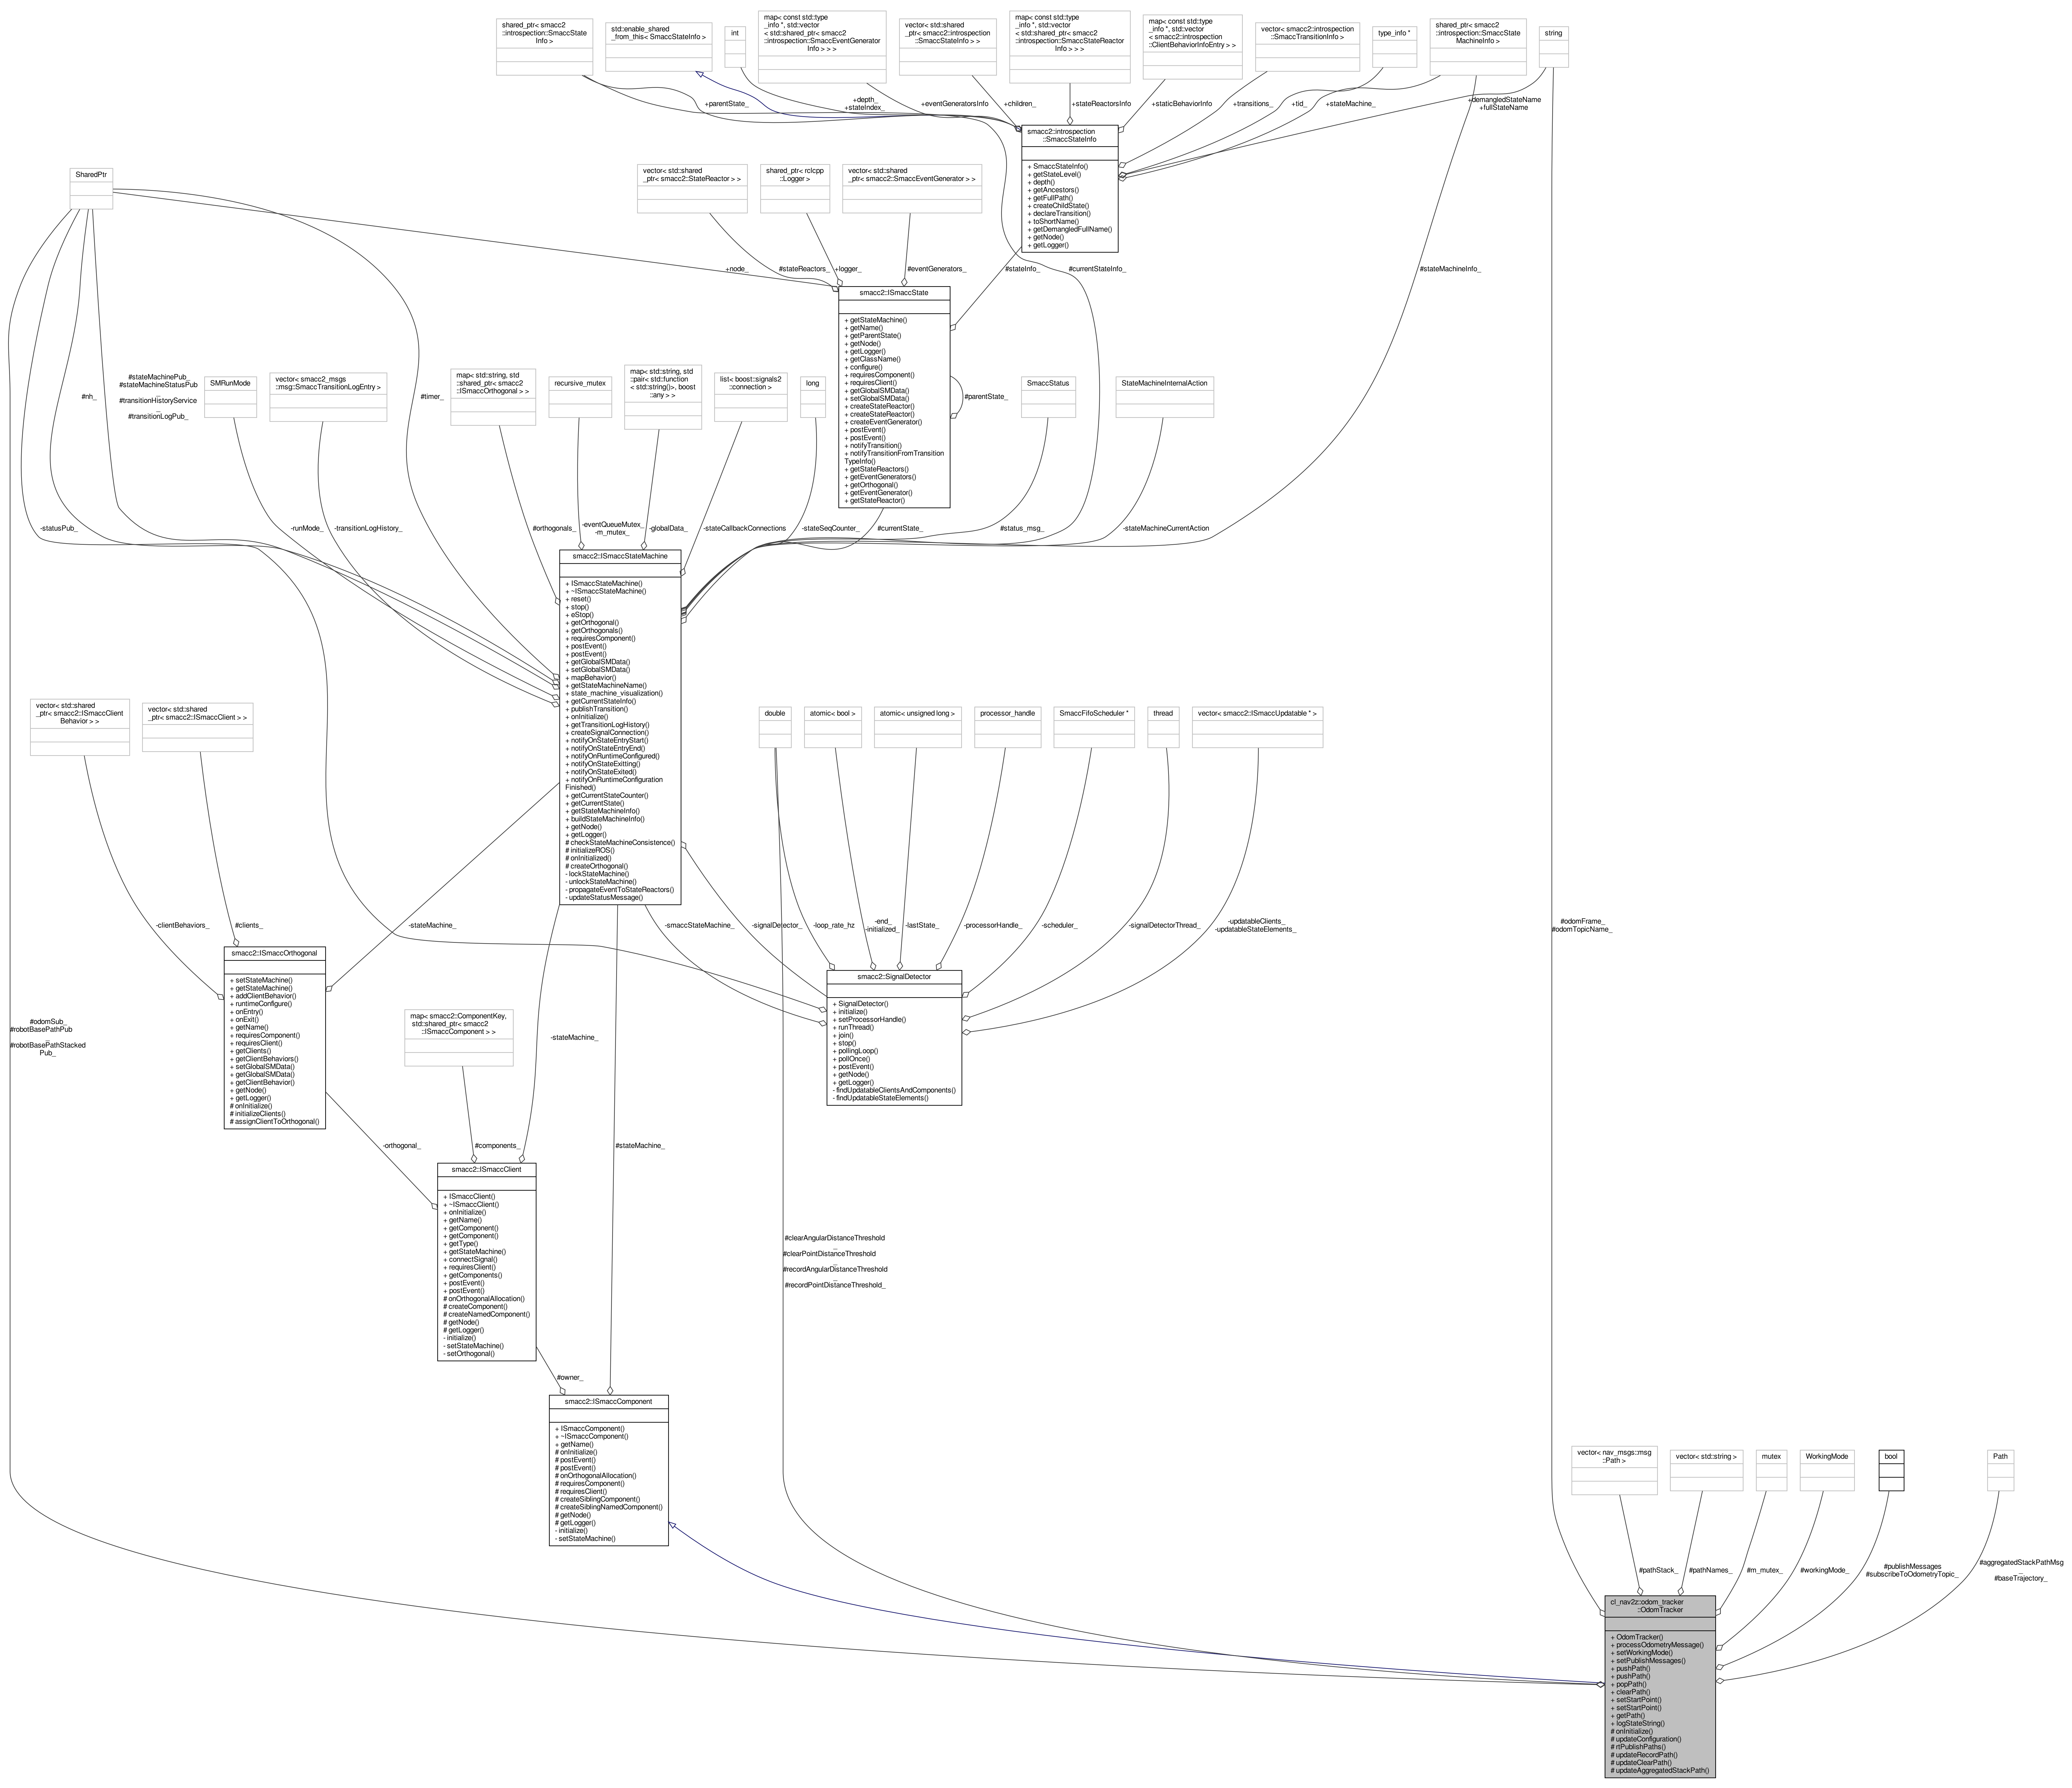 shared_ptr< smacc2
::introspection::SmaccState
Info >
std::enable_shared
_from_this< SmaccStateInfo >
int
map< const std::type
_info *, std::vector
< std::shared_ptr< smacc2
::introspection::SmaccEventGenerator
Info > > >
vector< std::shared
_ptr< smacc2::introspection
::SmaccStateInfo > >
map< const std::type
_info *, std::vector
< std::shared_ptr< smacc2
::introspection::SmaccStateReactor
Info > > >
map< const std::type
_info *, std::vector
< smacc2::introspection
::ClientBehaviorInfoEntry > >
vector< smacc2::introspection
::SmaccTransitionInfo >
type_info *
shared_ptr< smacc2
::introspection::SmaccState
MachineInfo >
string
+parentState_
+depth_
+stateIndex_
+eventGeneratorsInfo
+children_
+stateReactorsInfo
+staticBehaviorInfo
+transitions_
+tid_
+stateMachine_
+demangledStateName
+fullStateName
smacc2::introspection
::SmaccStateInfo
+ SmaccStateInfo()
+ getStateLevel()
+ depth()
+ getAncestors()
+ getFullPath()
+ createChildState()
+ declareTransition()
+ toShortName()
+ getDemangledFullName()
+ getNode()
+ getLogger()
SharedPtr
vector< std::shared
_ptr< smacc2::StateReactor > >
shared_ptr< rclcpp
::Logger >
vector< std::shared
_ptr< smacc2::SmaccEventGenerator > >
+node_
#stateReactors_
+logger_
#eventGenerators_
#stateInfo_
#currentStateInfo_
#stateMachineInfo_
smacc2::ISmaccState
+ getStateMachine()
+ getName()
+ getParentState()
+ getNode()
+ getLogger()
+ getClassName()
+ configure()
+ requiresComponent()
+ requiresClient()
+ getGlobalSMData()
+ setGlobalSMData()
+ createStateReactor()
+ createStateReactor()
+ createEventGenerator()
+ postEvent()
+ postEvent()
+ notifyTransition()
+ notifyTransitionFromTransition
TypeInfo()
+ getStateReactors()
+ getEventGenerators()
+ getOrthogonal()
+ getEventGenerator()
+ getStateReactor()
#parentState_
#nh_
#stateMachinePub_
#stateMachineStatusPub
_
#transitionHistoryService
_
#transitionLogPub_
SMRunMode
vector< smacc2_msgs
::msg::SmaccTransitionLogEntry >
#timer_
map< std::string, std
::shared_ptr< smacc2
::ISmaccOrthogonal > >
recursive_mutex
map< std::string, std
::pair< std::function
< std::string()>, boost
::any > >
list< boost::signals2
::connection >
long
SmaccStatus
StateMachineInternalAction
-statusPub_
-runMode_
-transitionLogHistory_
#orthogonals_
-eventQueueMutex_
-m_mutex_
-globalData_
-stateCallbackConnections
-stateSeqCounter_
#currentState_
#status_msg_
-stateMachineCurrentAction
smacc2::ISmaccStateMachine
+ ISmaccStateMachine()
+ ~ISmaccStateMachine()
+ reset()
+ stop()
+ eStop()
+ getOrthogonal()
+ getOrthogonals()
+ requiresComponent()
+ postEvent()
+ postEvent()
+ getGlobalSMData()
+ setGlobalSMData()
+ mapBehavior()
+ getStateMachineName()
+ state_machine_visualization()
+ getCurrentStateInfo()
+ publishTransition()
+ onInitialize()
+ getTransitionLogHistory()
+ createSignalConnection()
+ notifyOnStateEntryStart()
+ notifyOnStateEntryEnd()
+ notifyOnRuntimeConfigured()
+ notifyOnStateExitting()
+ notifyOnStateExited()
+ notifyOnRuntimeConfiguration
Finished()
+ getCurrentStateCounter()
+ getCurrentState()
+ getStateMachineInfo()
+ buildStateMachineInfo()
+ getNode()
+ getLogger()
# checkStateMachineConsistence()
# initializeROS()
# onInitialized()
# createOrthogonal()
- lockStateMachine()
- unlockStateMachine()
- propagateEventToStateReactors()
- updateStatusMessage()
vector< std::shared
_ptr< smacc2::ISmaccClient
Behavior > >
vector< std::shared
_ptr< smacc2::ISmaccClient > >
double
atomic< bool >
atomic< unsigned long >
processor_handle
SmaccFifoScheduler *
thread
vector< smacc2::ISmaccUpdatable * >
-clientBehaviors_
#clients_
-stateMachine_
-smaccStateMachine_
-signalDetector_
-loop_rate_hz
-end_
-initialized_
-lastState_
-processorHandle_
-scheduler_
-signalDetectorThread_
-updatableClients_
-updatableStateElements_
#odomFrame_
#odomTopicName_
smacc2::ISmaccOrthogonal
+ setStateMachine()
+ getStateMachine()
+ addClientBehavior()
+ runtimeConfigure()
+ onEntry()
+ onExit()
+ getName()
+ requiresComponent()
+ requiresClient()
+ getClients()
+ getClientBehaviors()
+ setGlobalSMData()
+ getGlobalSMData()
+ getClientBehavior()
+ getNode()
+ getLogger()
# onInitialize()
# initializeClients()
# assignClientToOrthogonal()
smacc2::SignalDetector
+ SignalDetector()
+ initialize()
+ setProcessorHandle()
+ runThread()
+ join()
+ stop()
+ pollingLoop()
+ pollOnce()
+ postEvent()
+ getNode()
+ getLogger()
- findUpdatableClientsAndComponents()
- findUpdatableStateElements()
#odomSub_
#robotBasePathPub
_
#robotBasePathStacked
Pub_
map< smacc2::ComponentKey,
std::shared_ptr< smacc2
::ISmaccComponent > >
-stateMachine_
-orthogonal_
#components_
#stateMachine_
smacc2::ISmaccClient
+ ISmaccClient()
+ ~ISmaccClient()
+ onInitialize()
+ getName()
+ getComponent()
+ getComponent()
+ getType()
+ getStateMachine()
+ connectSignal()
+ requiresClient()
+ getComponents()
+ postEvent()
+ postEvent()
# onOrthogonalAllocation()
# createComponent()
# createNamedComponent()
# getNode()
# getLogger()
- initialize()
- setStateMachine()
- setOrthogonal()
#clearAngularDistanceThreshold
_
#clearPointDistanceThreshold
_
#recordAngularDistanceThreshold
_
#recordPointDistanceThreshold_
#owner_
smacc2::ISmaccComponent
+ ISmaccComponent()
+ ~ISmaccComponent()
+ getName()
# onInitialize()
# postEvent()
# postEvent()
# onOrthogonalAllocation()
# requiresComponent()
# requiresClient()
# createSiblingComponent()
# createSiblingNamedComponent()
# getNode()
# getLogger()
- initialize()
- setStateMachine()
vector< nav_msgs::msg
::Path >
vector< std::string >
mutex
WorkingMode
bool
Path
#pathStack_
#pathNames_
#m_mutex_
#workingMode_
#publishMessages
#subscribeToOdometryTopic_
#aggregatedStackPathMsg
_
#baseTrajectory_
cl_nav2z::odom_tracker
::OdomTracker
+ OdomTracker()
+ processOdometryMessage()
+ setWorkingMode()
+ setPublishMessages()
+ pushPath()
+ pushPath()
+ popPath()
+ clearPath()
+ setStartPoint()
+ setStartPoint()
+ getPath()
+ logStateString()
# onInitialize()
# updateConfiguration()
# rtPublishPaths()
# updateRecordPath()
# updateClearPath()
# updateAggregatedStackPath()